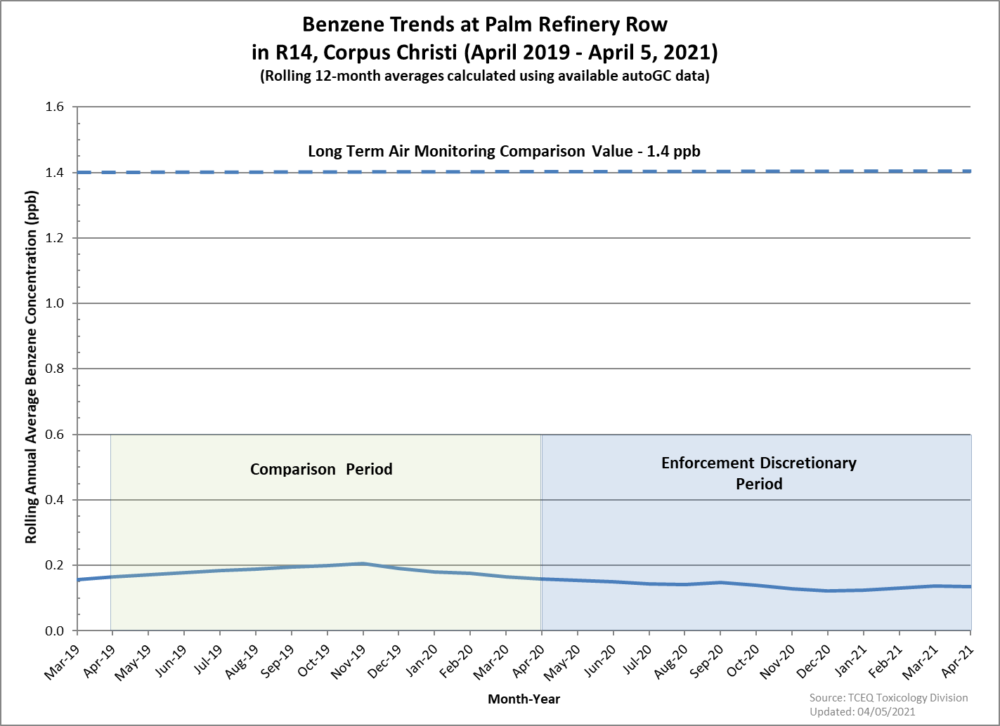 Benzene Trends at Palm Refinery Row
in R14, Corpus Christi (April 2019 - April 5, 2021)
(Rolling 12-month averages calculated using available autoGC data)
1.6
Long Term Air Monitoring Comparison Value - 1.4 ppb
1.4
1.2
1.0
0.8
0.6
0.4
0.2
0.0
Rolling Annual Average Benzene Concentration (ppb)
Comparison Period
Enforcement Discretionary
Period
Mar-19
Apr-19
May-19
Jun-19
Jul-19
Aug-19
Sep-19
Oct-19
Nov-19
Dec-19
Jan-20
Feb-20
Mar-20
Apr-20
May-20
Jun-20
Jul-20
Aug-20
Sep-20
Oct-20
Nov-20
Dec-20
Jan-21
Feb-21
Mar-21
Apr-21
Month-Year
Source: TCEQ Toxicology Division
Updated: 04/05/2021